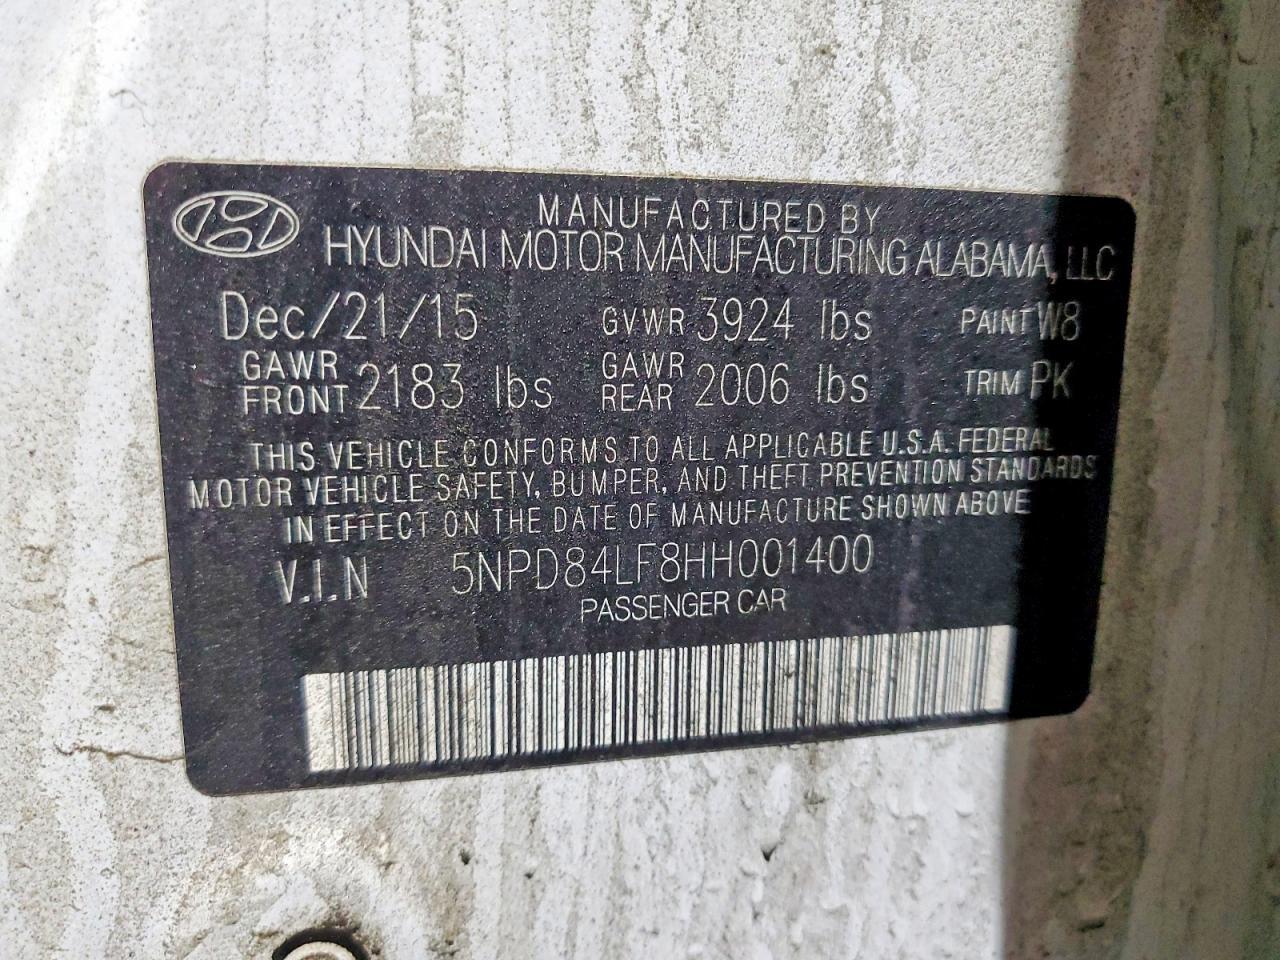 MANUFACTURED BY
HYUNDAI MOTOR MANUFACTURING ALABAMA, LLC
Dec/21/15 GVWR 3924 lbs PAINT W8
GAWR FRONT 2183 lbs GAWR REAR 2006 lbs TRIM PK
THIS VEHICLE CONFORMS TO ALL APPLICABLE U.S.A. FEDERAL
MOTOR VEHICLE SAFETY, BUMPER, AND THEFT PREVENTION STANDARDS
IN EFFECT ON THE DATE OF MANUFACTURE SHOWN ABOVE
V.I.N 5NPD84LF8HH001400
PASSENGER CAR